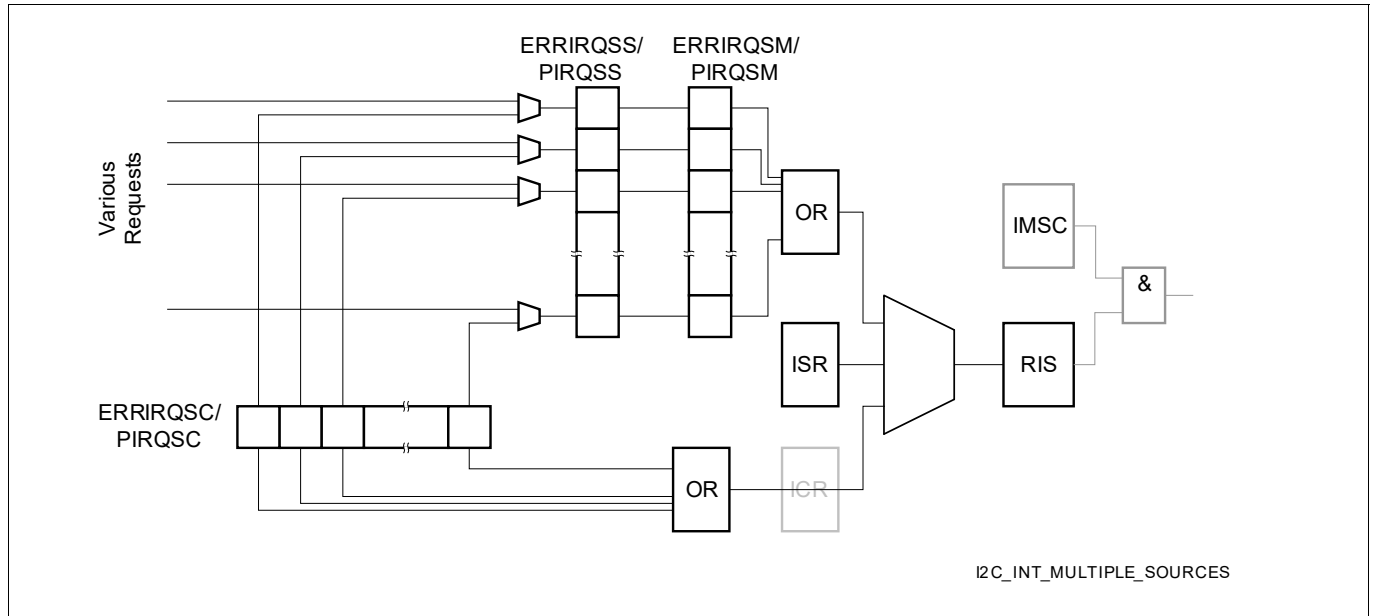 ERRIRQSS/
PIRQSS
ERRIRQSM/
PIRQSM
Various
Requests
OR
IMSC
&
ISR
RIS
ERRIRQSC/
PIRQSC
OR
ICR
I2C_INT_MULTIPLE_SOURCES